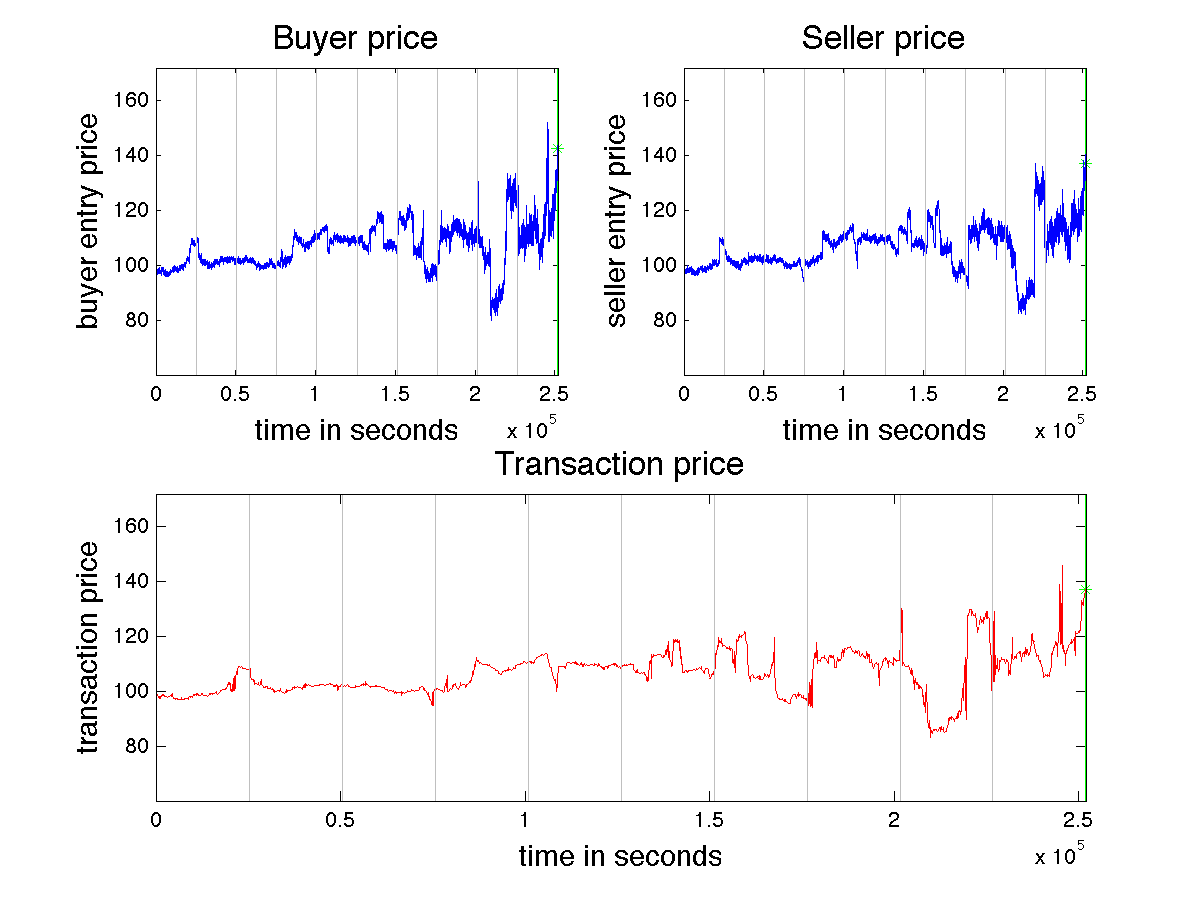 Buyer price
buyer entry price
160
140
120
100
80
0 0.5 1 1.5 2 2.5
x 10^5
time in seconds
Seller price
seller entry price
160
140
120
100
80
0 0.5 1 1.5 2 2.5
x 10^5
time in seconds
Transaction price
transaction price
160
140
120
100
80
0 0.5 1 1.5 2 2.5
x 10^5
time in seconds